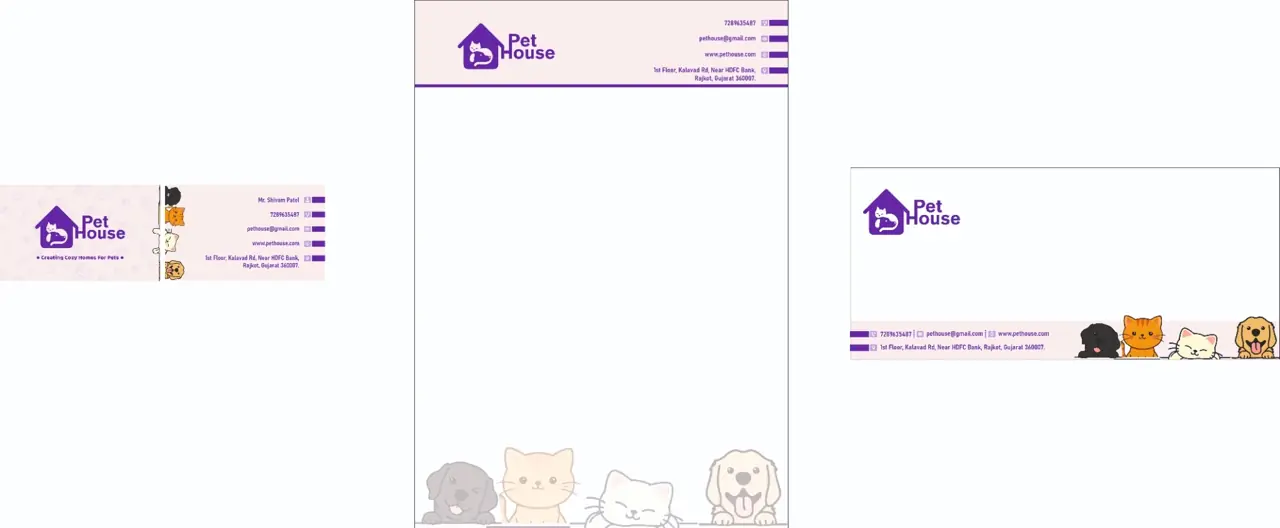 Pet
House
• Creating Cozy Homes For Pets •
Mr. Shivam Patel
7289635487
pethouse@gmail.com
www.pethouse.com
1st Floor, Kalavad Rd, Near HDFC Bank,
Rajkot, Gujarat 360007.
Pet
House
7289635487
pethouse@gmail.com
www.pethouse.com
1st Floor, Kalavad Rd, Near HDFC Bank,
Rajkot, Gujarat 360007.
Pet
House
7289635487 | pethouse@gmail.com | www.pethouse.com
1st Floor, Kalavad Rd, Near HDFC Bank, Rajkot, Gujarat 360007.